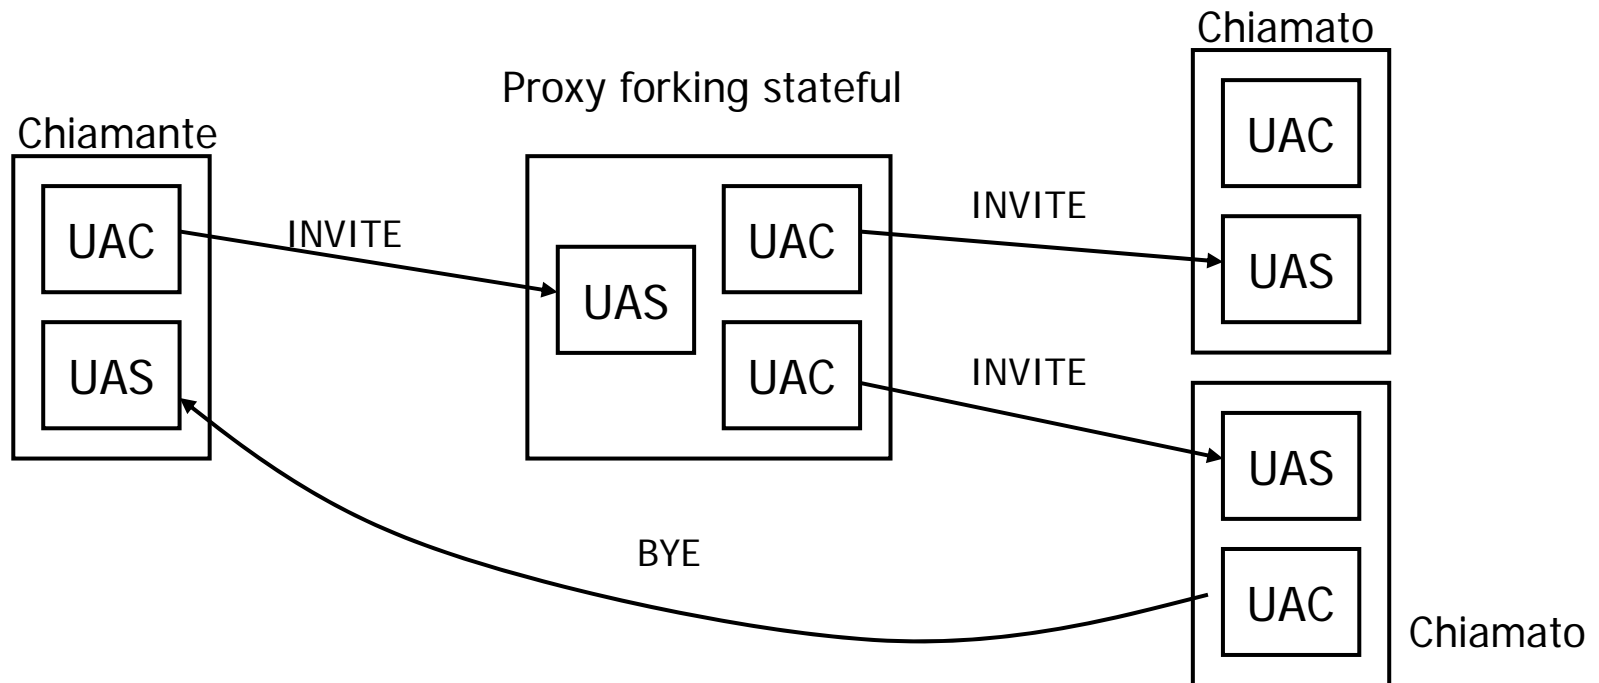 Chiamato
Proxy forking stateful
Chiamante
UAC
UAC
INVITE
INVITE
UAC
UAS
UAS
UAS
UAC
INVITE
UAS
BYE
UAC
Chiamato